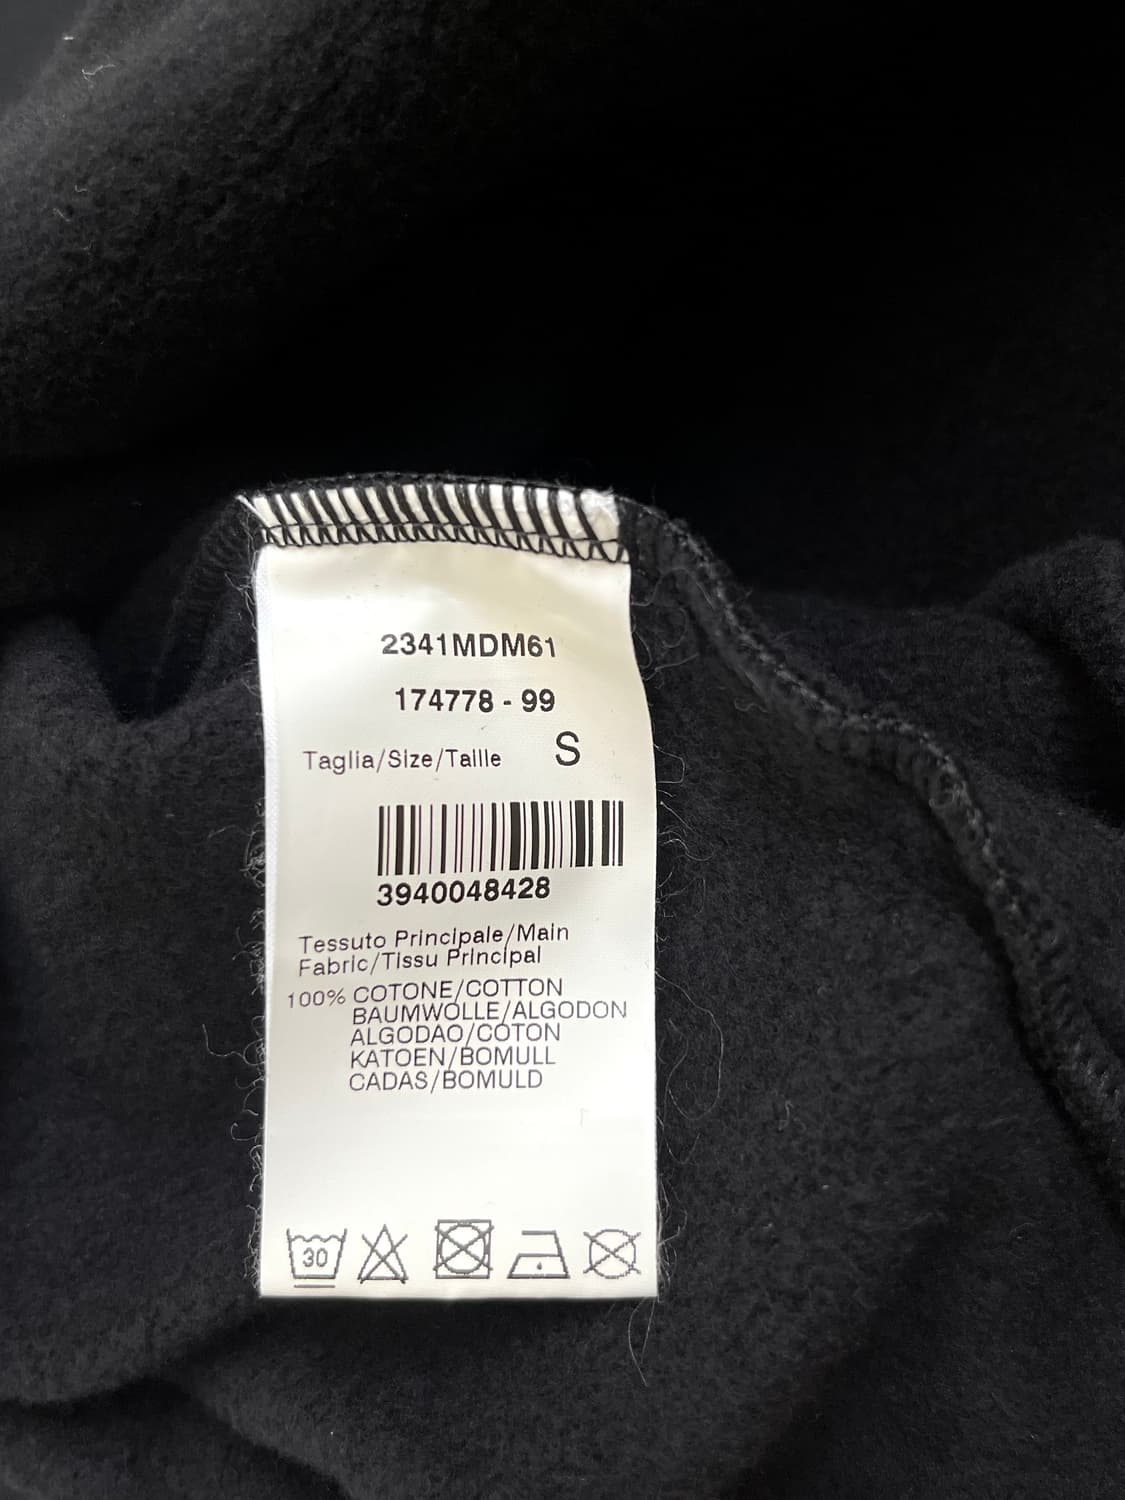 2341MDM61
174778 - 99
Taglia/Size/Taille S
3940048428
Tessuto Principale/Main
Fabric/Tissu Principal
100% COTONE/COTTON
BAUMWOLLE/ALGODON
ALGODAO/COTON
KATOEN/BOMULL
CADAS/BOMULD
30